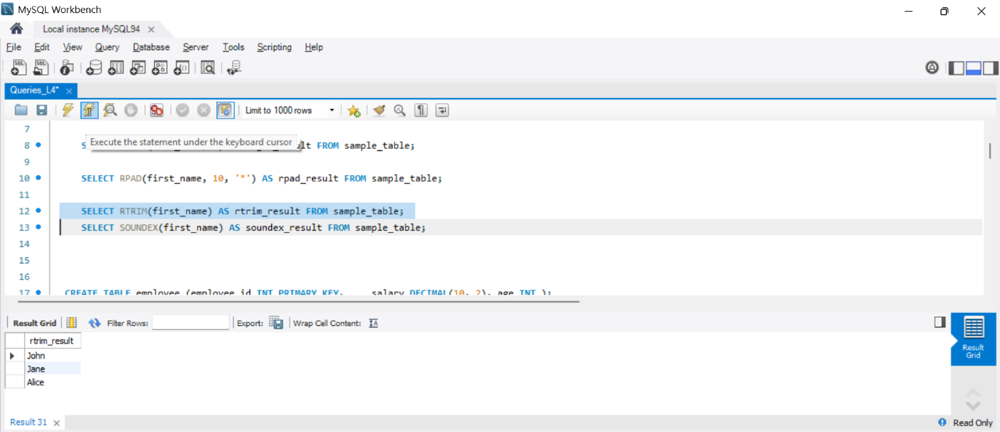 MySQL Workbench
Local instance MySQL94
File Edit View Query Database Server Tools Scripting Help
Queries_L4*
Limit to 1000 rows
7
Execute the statement under the keyboard cursor
8 FROM sample_table;
9
10 SELECT RPAD(first_name, 10, '*') AS rpad_result FROM sample_table;
11
12 SELECT RTRIM(first_name) AS rtrim_result FROM sample_table;
13 SELECT SOUNDEX(first_name) AS soundex_result FROM sample_table;
14
15
16
17 CREATE TABLE employee (employee_id INT PRIMARY KEY, salary DECIMAL(10, 2), age INT );
Result Grid Filter Rows: Export: Wrap Cell Content:
rtrim_result
John
Jane
Alice
Result Grid
Result 31
Read Only